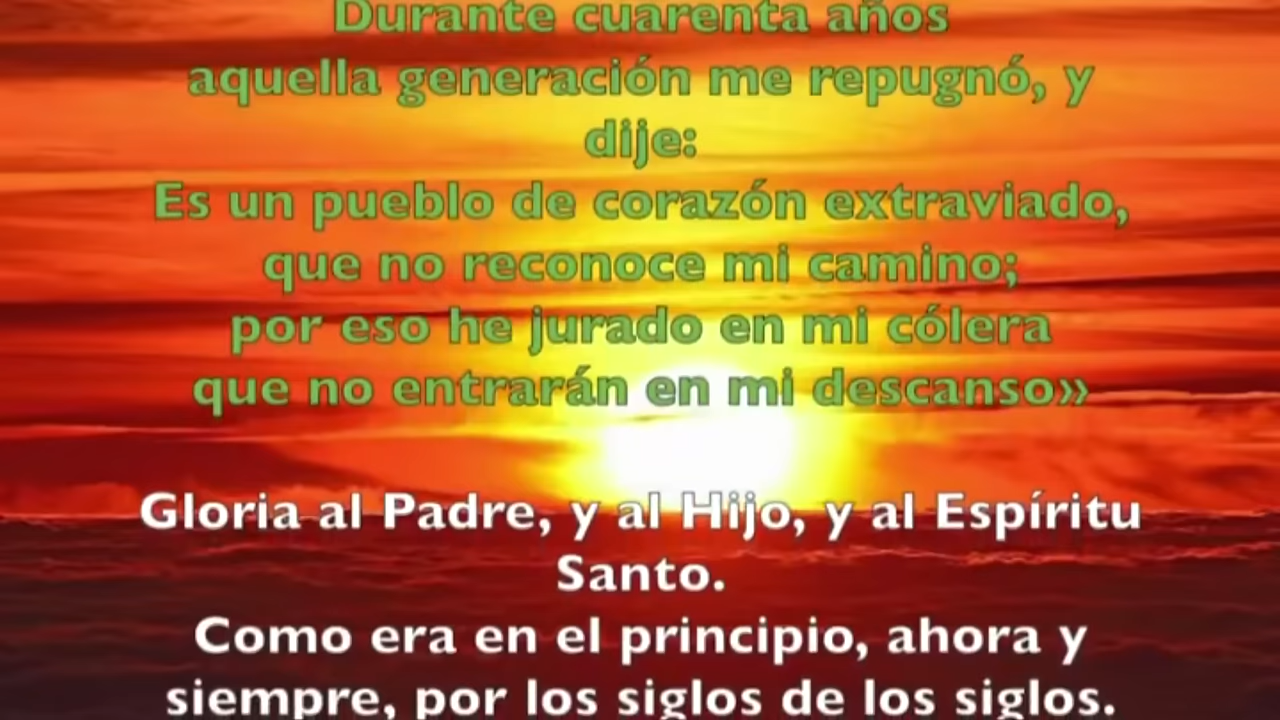 Durante cuarenta años
aquella generación me repugnó, y
dije:
Es un pueblo de corazón extraviado,
que no reconoce mi camino;
por eso he jurado en mi cólera
que no entrarán en mi descanso»
Gloria al Padre, y al Hijo, y al Espíritu
Santo.
Como era en el principio, ahora y
siempre, por los siglos de los siglos.